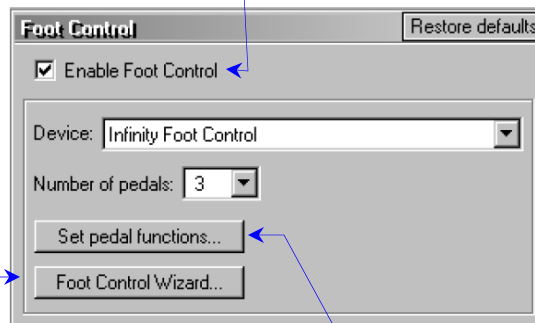 Foot Control Restore defaults
Enable Foot Control
Device: Infinity Foot Control
Number of pedals: 3
Set pedal functions...
Foot Control Wizard...